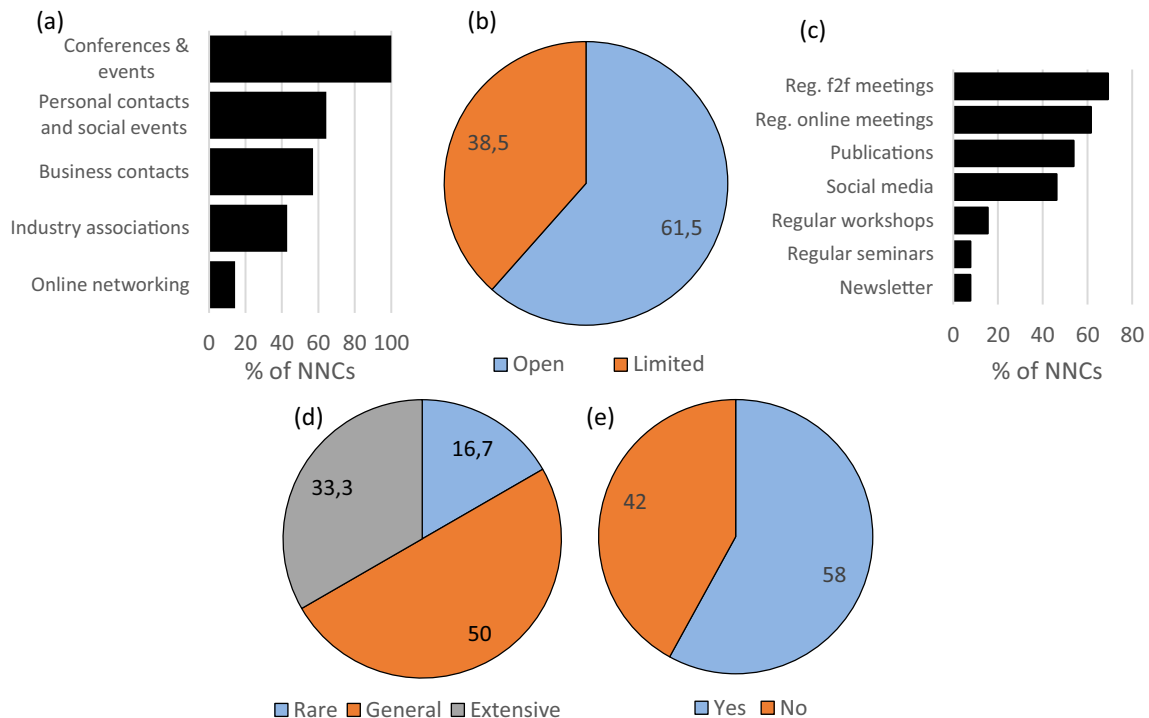 (a)
Conferences &
events
Personal contacts
and social events
Business contacts
Industry associations
Online networking
0 20 40 60 80 100
% of NNCs
(b)
38,5
61,5
Open Limited
(c)
Reg. f2f meetings
Reg. online meetings
Publications
Social media
Regular workshops
Regular seminars
Newsletter
0 20 40 60 80
% of NNCs
(d)
16,7
33,3
50
Rare General Extensive
(e)
42
58
Yes No